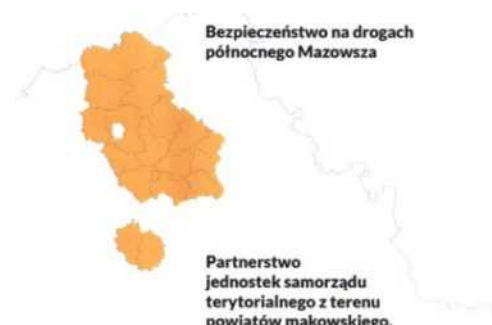 Bezpieczeństwo na drogach
północnego Mazowsza
Partnerstwo
jednostek samorządu
terytorialnego z terenu
powiatów makowskiego,